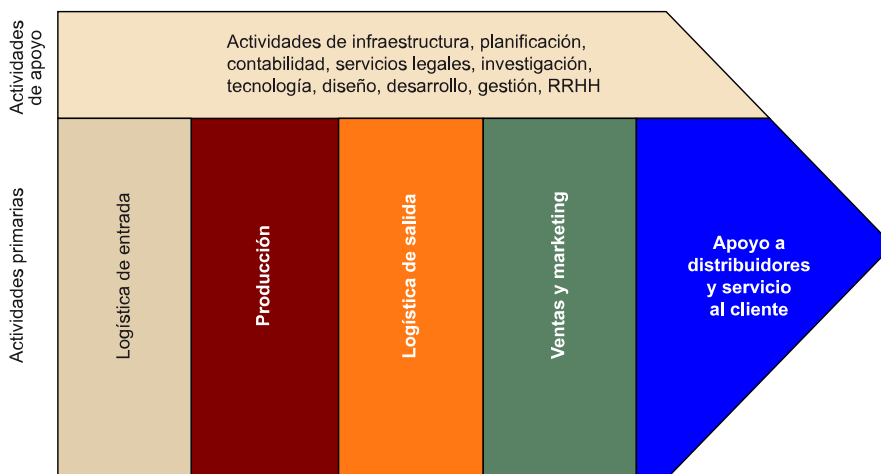 Actividades
de apoyo
Actividades de infraestructura, planificación,
contabilidad, servicios legales, investigación,
tecnología, diseño, desarrollo, gestión, RRHH
Actividades primarias
Logística de entrada
Producción
Logística de salida
Ventas y marketing
Apoyo a
distribuidores
y servicio
al cliente